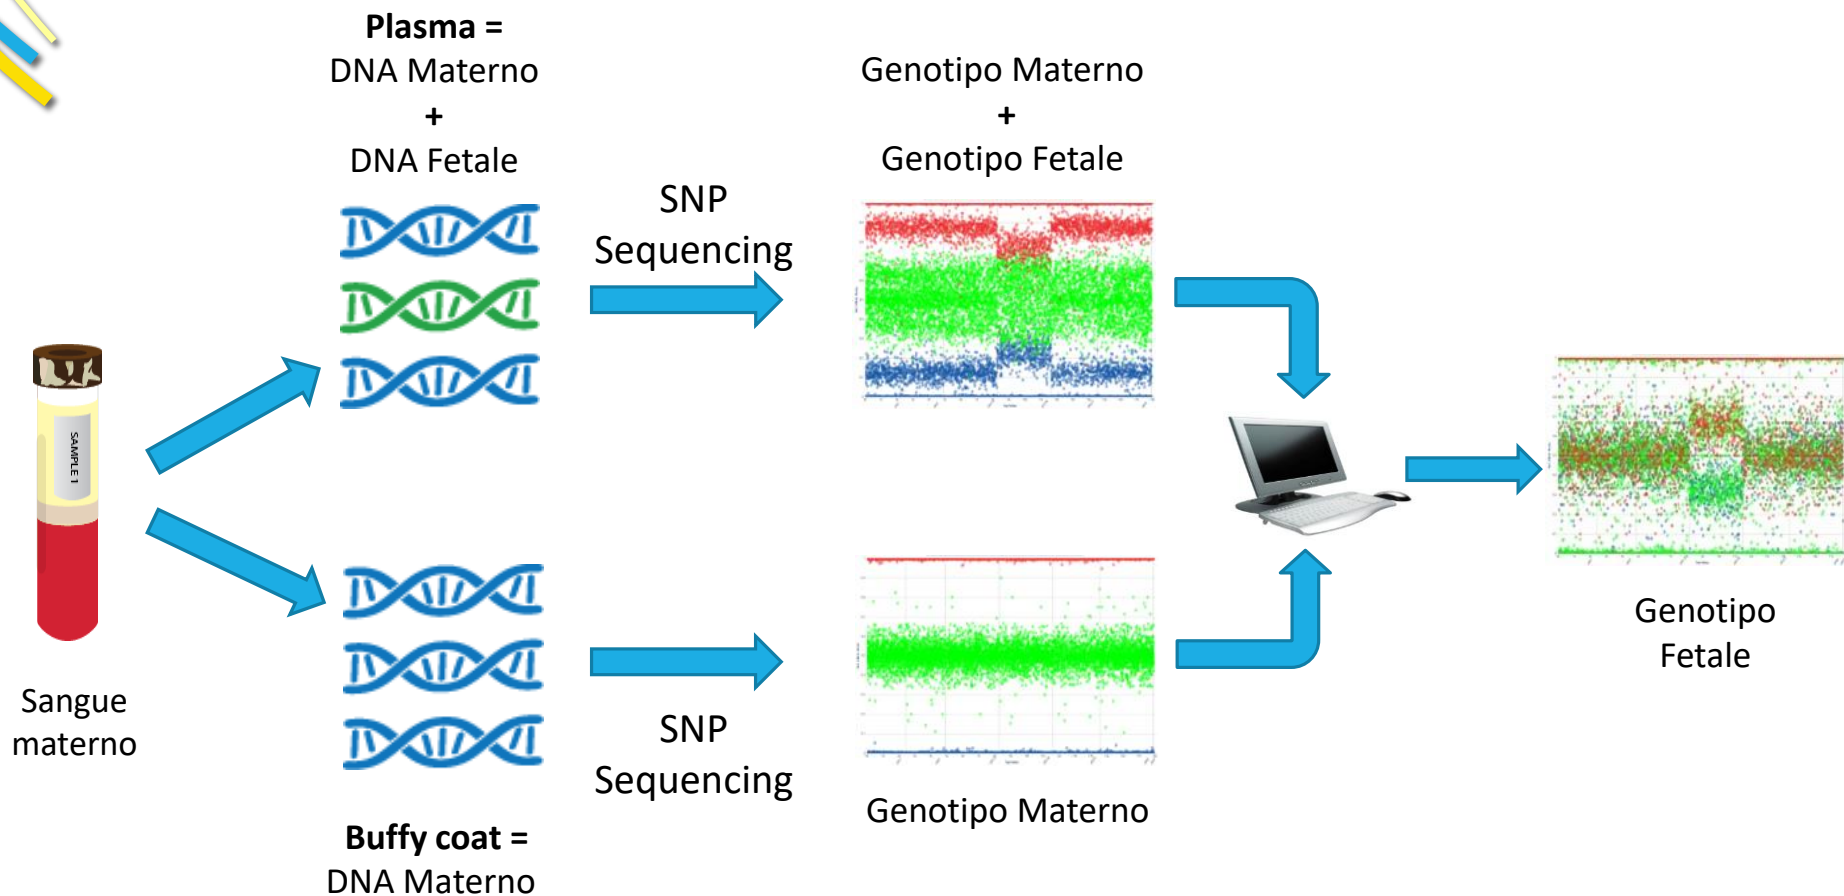 Plasma =
DNA Materno
+
DNA Fetale
SNP
Sequencing
Genotipo Materno
+
Genotipo Fetale
SAMPLE 1
Sangue
materno
Buffy coat =
DNA Materno
SNP
Sequencing
Genotipo Materno
Genotipo
Fetale